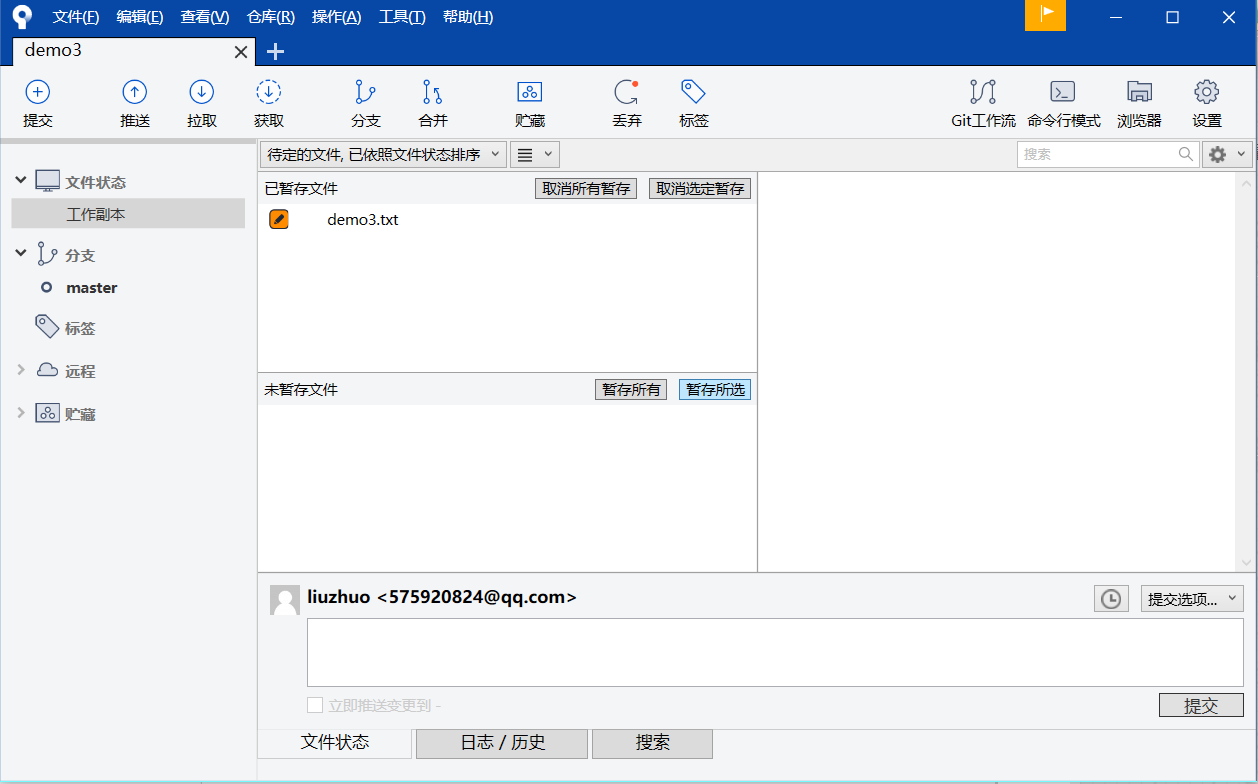 文件(F) 编辑(E) 查看(V) 仓库(R) 操作(A) 工具(T) 帮助(H)
demo3
提交 推送 拉取 获取 分支 合并 贮藏 丢弃 标签 Git工作流 命令行模式 浏览器 设置
待定的文件, 已依照文件状态排序
搜索
文件状态
工作副本
分支
master
标签
远程
贮藏
已暂存文件 取消所有暂存 取消选定暂存
demo3.txt
未暂存文件 暂存所有 暂存所选
liuzhuo <575920824@qq.com>
提交选项...
立即推送变更到 -
提交
文件状态 日志 / 历史 搜索